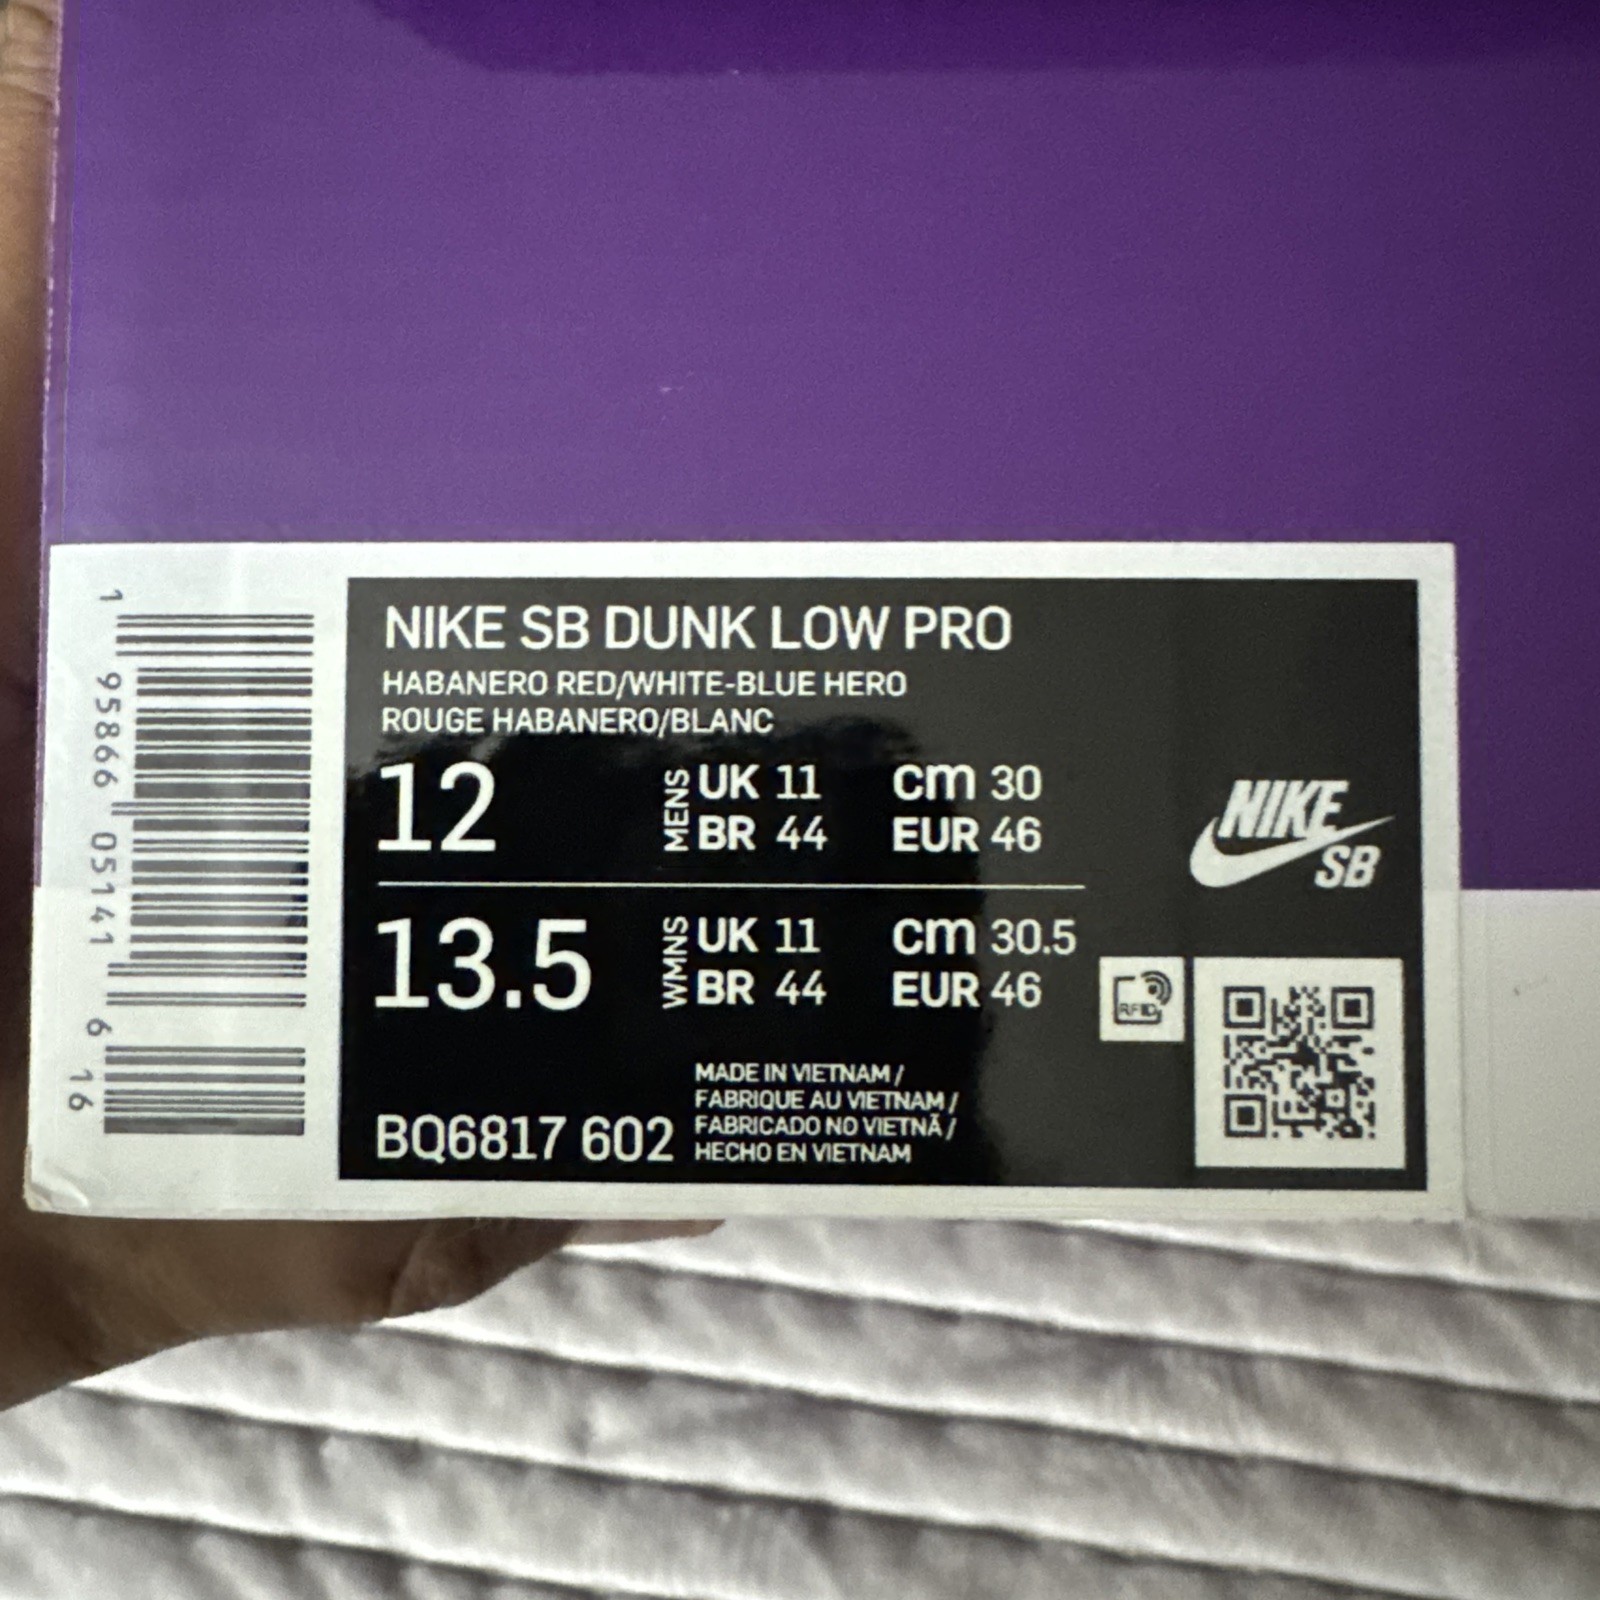 1 95866 05141 6 16
NIKE SB DUNK LOW PRO
HABANERO RED/WHITE-BLUE HERO
ROUGE HABANERO/BLANC
12 MENS UK 11 cm 30
BR 44 EUR 46
13.5 WMNS UK 11 cm 30.5
BR 44 EUR 46
NIKE
SB
RFID
BQ6817 602
MADE IN VIETNAM /
FABRIQUE AU VIETNAM /
FABRICADO NO VIETNÃ /
HECHO EN VIETNAM